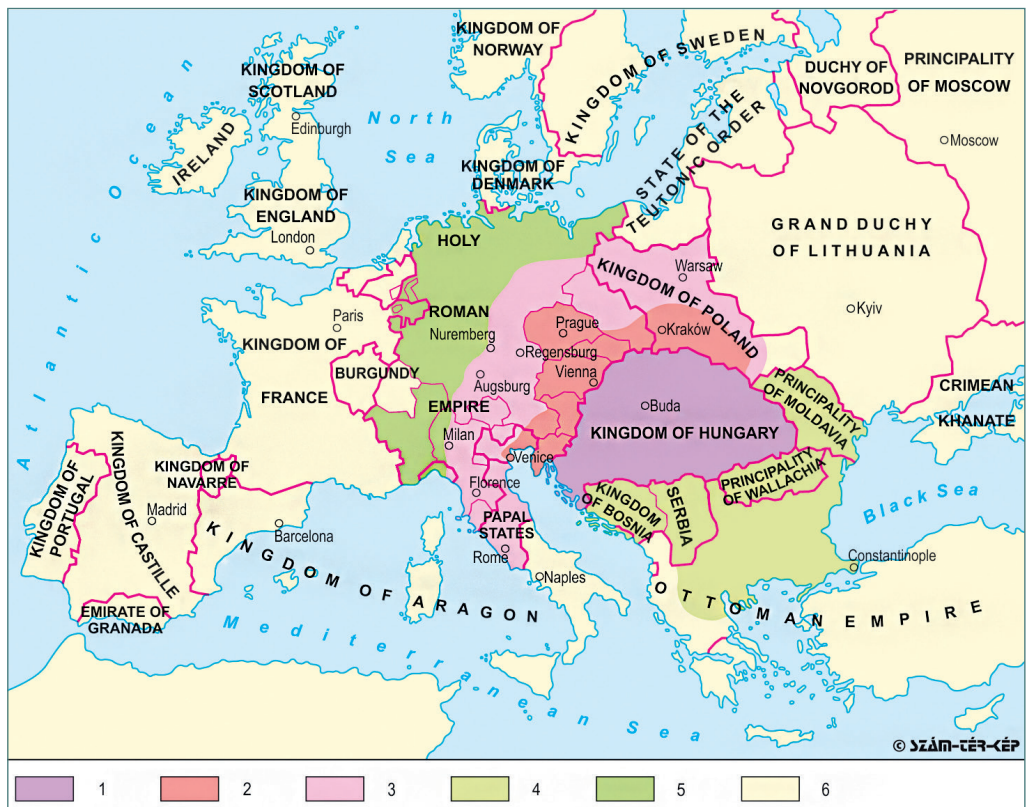 KINGDOM OF
NORWAY
KINGDOM OF SWEDEN
DUCHY OF
NOVGOROD
PRINCIPALITY
OF MOSCOW
Moscow
KINGDOM OF
SCOTLAND
Edinburgh
IRELAND
North
Sea
Atlantic Ocean
KINGDOM OF
DENMARK
STATE OF THE
TEUTONIC ORDER
KINGDOM OF
ENGLAND
London
HOLY
ROMAN
EMPIRE
GRAND DUCHY
OF LITHUANIA
Warsaw
KINGDOM OF POLAND
Kyiv
Paris
KINGDOM OF
FRANCE
BURGUNDY
Nuremberg
Prague
Kraków
Regensburg
Vienna
Augsburg
Buda
KINGDOM OF HUNGARY
PRINCIPALITY
OF MOLDAVIA
CRIMEAN
KHANATE
Milan
Venice
Florence
PAPAL
STATES
Rome
Naples
KINGDOM
OF BOSNIA
SERBIA
PRINCIPALITY
OF WALLACHIA
Black Sea
Constantinople
KINGDOM OF
PORTUGAL
KINGDOM OF CASTILLE
KINGDOM OF
NAVARRE
Madrid
Barcelona
KINGDOM OF ARAGON
EMIRATE OF
GRANADA
Mediterranean Sea
OTTOMAN EMPIRE
© SZÁM-TÉR-KÉP
1 2 3 4 5 6